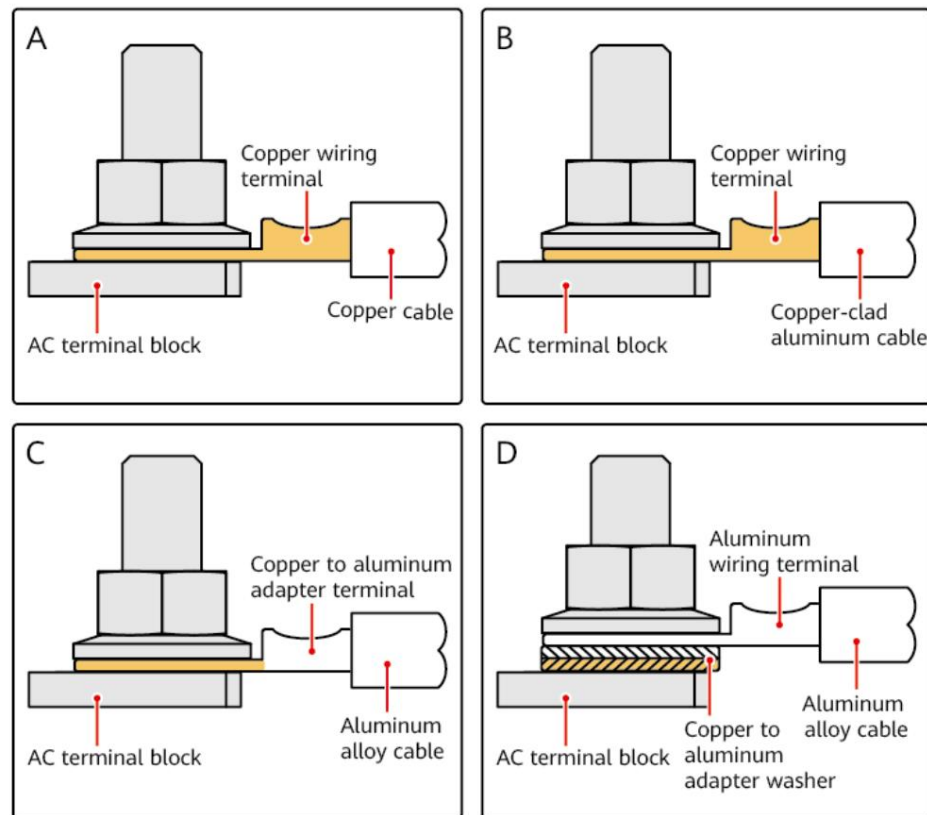 A
Copper wiring
terminal
Copper cable
AC terminal block
B
Copper wiring
terminal
Copper-clad
aluminum cable
AC terminal block
C
Copper to aluminum
adapter terminal
Aluminum
alloy cable
AC terminal block
D
Aluminum
wiring terminal
Aluminum
alloy cable
Copper to
aluminum
adapter washer
AC terminal block